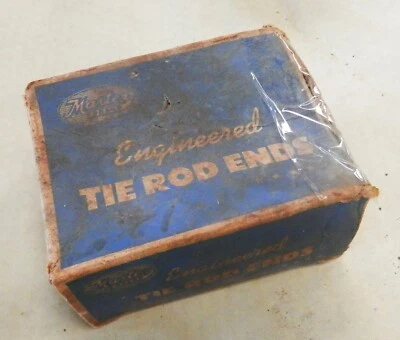 Engineered
TIE ROD ENDS
Engineered
TIE ROD ENDS